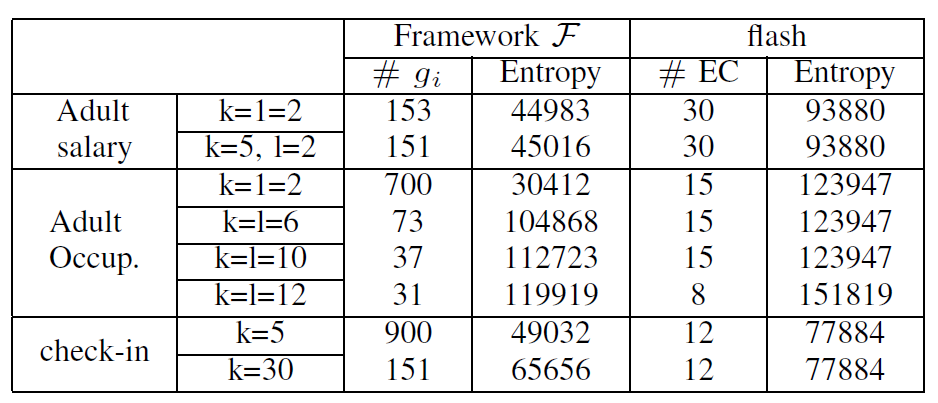 Framework ℱ flash
# gᵢ Entropy # EC Entropy
Adult salary k=1=2 153 44983 30 93880
k=5, l=2 151 45016 30 93880
Adult Occup. k=1=2 700 30412 15 123947
k=l=6 73 104868 15 123947
k=l=10 37 112723 15 123947
k=l=12 31 119919 8 151819
check-in k=5 900 49032 12 77884
k=30 151 65656 12 77884